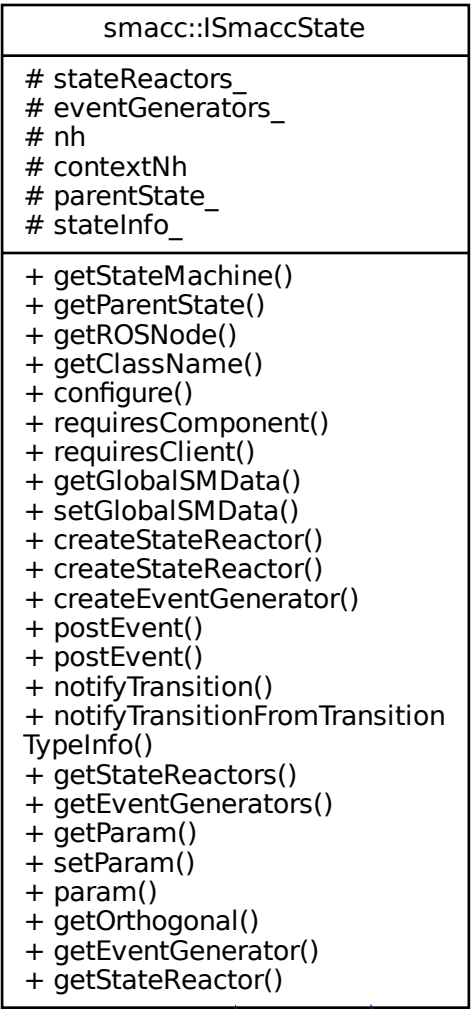 smacc::ISmaccState
# stateReactors_
# eventGenerators_
# nh
# contextNh
# parentState_
# stateInfo_
+ getStateMachine()
+ getParentState()
+ getROSNode()
+ getClassName()
+ configure()
+ requiresComponent()
+ requiresClient()
+ getGlobalSMData()
+ setGlobalSMData()
+ createStateReactor()
+ createStateReactor()
+ createEventGenerator()
+ postEvent()
+ postEvent()
+ notifyTransition()
+ notifyTransitionFromTransition
TypeInfo()
+ getStateReactors()
+ getEventGenerators()
+ getParam()
+ setParam()
+ param()
+ getOrthogonal()
+ getEventGenerator()
+ getStateReactor()